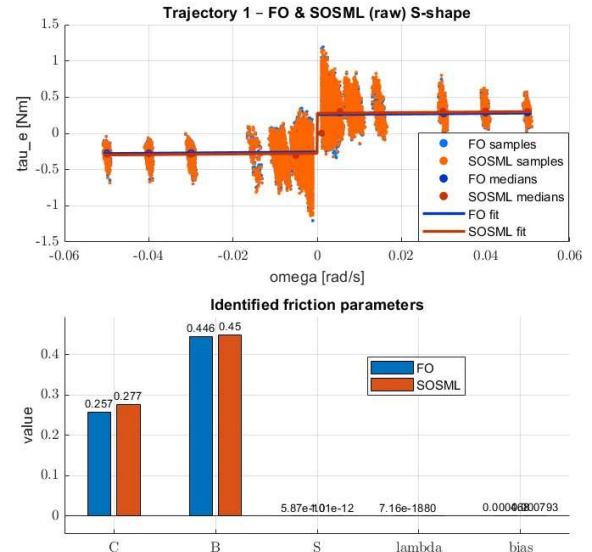 Trajectory 1 – FO & SOSML (raw) S-shape
tau_e [Nm]
1.5
1
0.5
0
-0.5
-1
-1.5
-0.06
-0.04
-0.02
0
0.02
0.04
0.06
omega [rad/s]
FO samples
SOSML samples
FO medians
SOSML medians
FO fit
SOSML fit
Identified friction parameters
value
0.4
0.3
0.2
0.1
0
0.257
0.277
0.446
0.45
C
B
S
lambda
bias
FO
SOSML